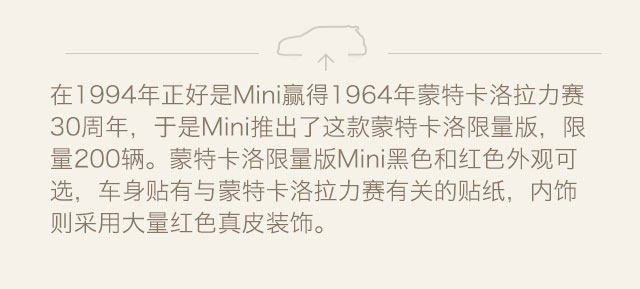 在1994年正好是Mini赢得1964年蒙特卡洛拉力赛
30周年，于是Mini推出了这款蒙特卡洛限量版，限
量200辆。蒙特卡洛限量版Mini黑色和红色外观可
选，车身贴有与蒙特卡洛拉力赛有关的贴纸，内饰
则采用大量红色真皮装饰。